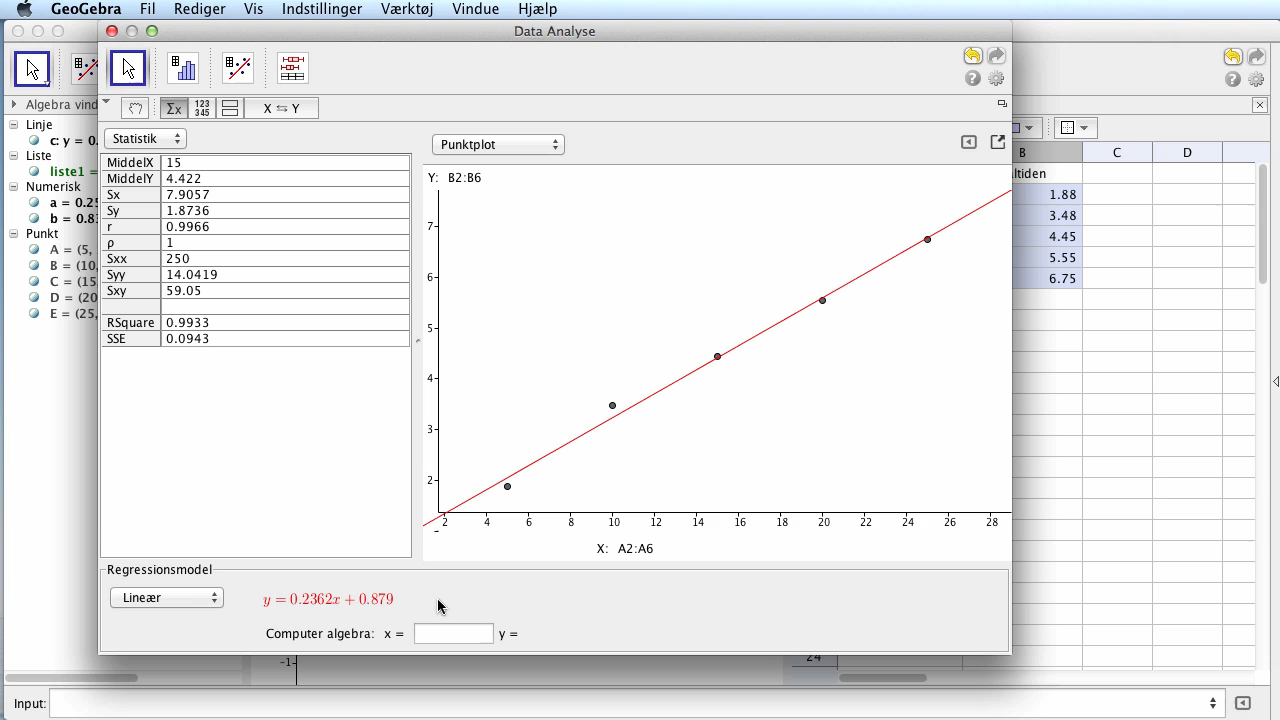 GeoGebra Fil Rediger Vis Indstillinger Værktøj Vindue Hjælp
Data Analyse
Algebra vind
Linje
c: y = 0.
Liste
liste1 =
Numerisk
a = 0.25
b = 0.83
Punkt
A = (5,
B = (10,
C = (15
D = (20
E = (25,
Σx 123 345 X ⇆ Y
Statistik
MiddelX 15
MiddelY 4.422
Sx 7.9057
Sy 1.8736
r 0.9966
ρ 1
Sxx 250
Syy 14.0419
Sxy 59.05
RSquare 0.9933
SSE 0.0943
Punktplot
Y: B2:B6
7
6
5
4
3
2
2 4 6 8 10 12 14 16 18 20 22 24 26 28
X: A2:A6
Regressionsmodel
Lineær
y = 0.2362x + 0.879
Computer algebra: x = y =
B C D
ltiden
1.88
3.48
4.45
5.55
6.75
24
-1
Input: